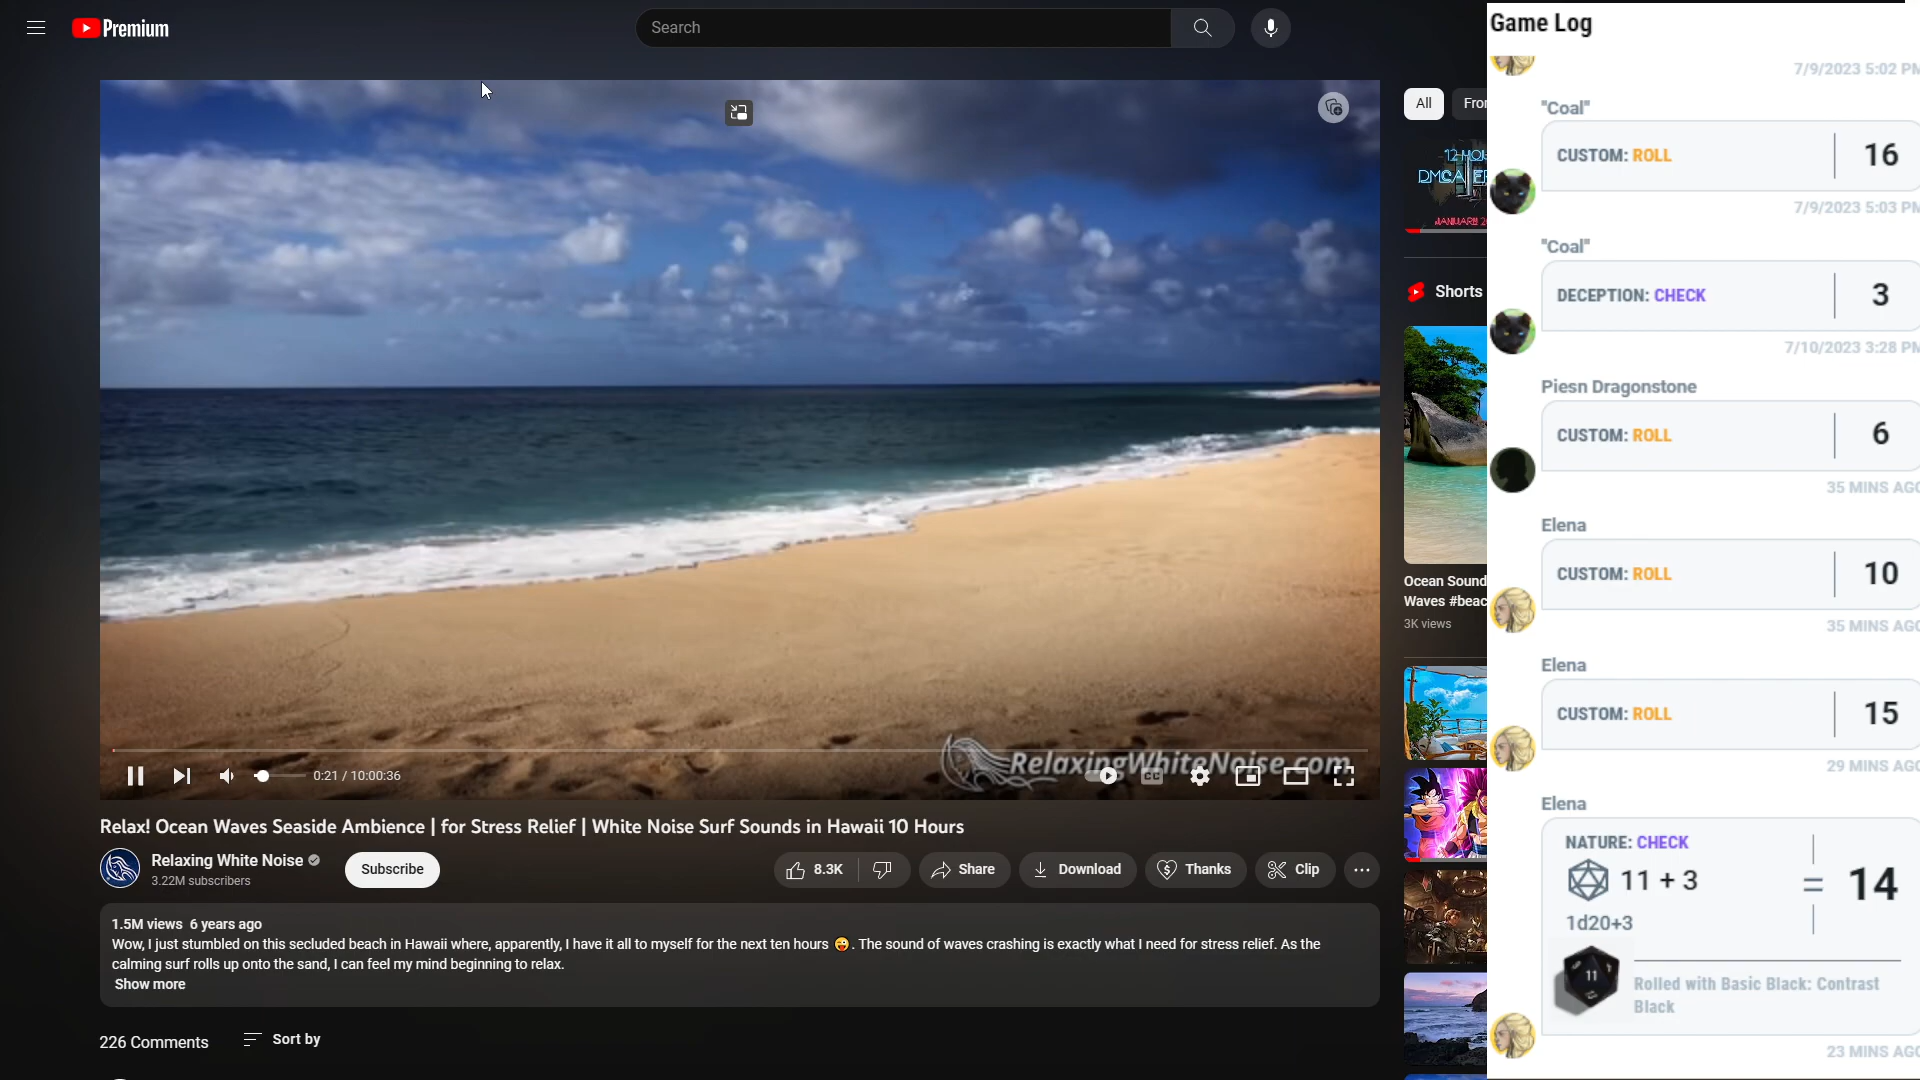 Premium
Search
All
Fro
12-HOU
DMCA
JANUARY 2
Shorts
Ocean Sound
Waves #beac
3K views
RelaxingWhiteNoise.com
0:21 / 10:00:36
CC
Relax! Ocean Waves Seaside Ambience | for Stress Relief | White Noise Surf Sounds in Hawaii 10 Hours
Relaxing White Noise
3.22M subscribers
Subscribe
8.3K
Share
Download
Thanks
Clip
1.5M views 6 years ago
Wow, I just stumbled on this secluded beach in Hawaii where, apparently, I have it all to myself for the next ten hours 😜. The sound of waves crashing is exactly what I need for stress relief. As the
calming surf rolls up onto the sand, I can feel my mind beginning to relax.
Show more
226 Comments
Sort by
Game Log
7/9/2023 5:02 PM
"Coal"
CUSTOM: ROLL 16
7/9/2023 5:03 PM
"Coal"
DECEPTION: CHECK 3
7/10/2023 3:28 PM
Piesn Dragonstone
CUSTOM: ROLL 6
35 MINS AGO
Elena
CUSTOM: ROLL 10
35 MINS AGO
Elena
CUSTOM: ROLL 15
29 MINS AGO
Elena
NATURE: CHECK
11 + 3 = 14
1d20+3
11
Rolled with Basic Black: Contrast
Black
23 MINS AGO